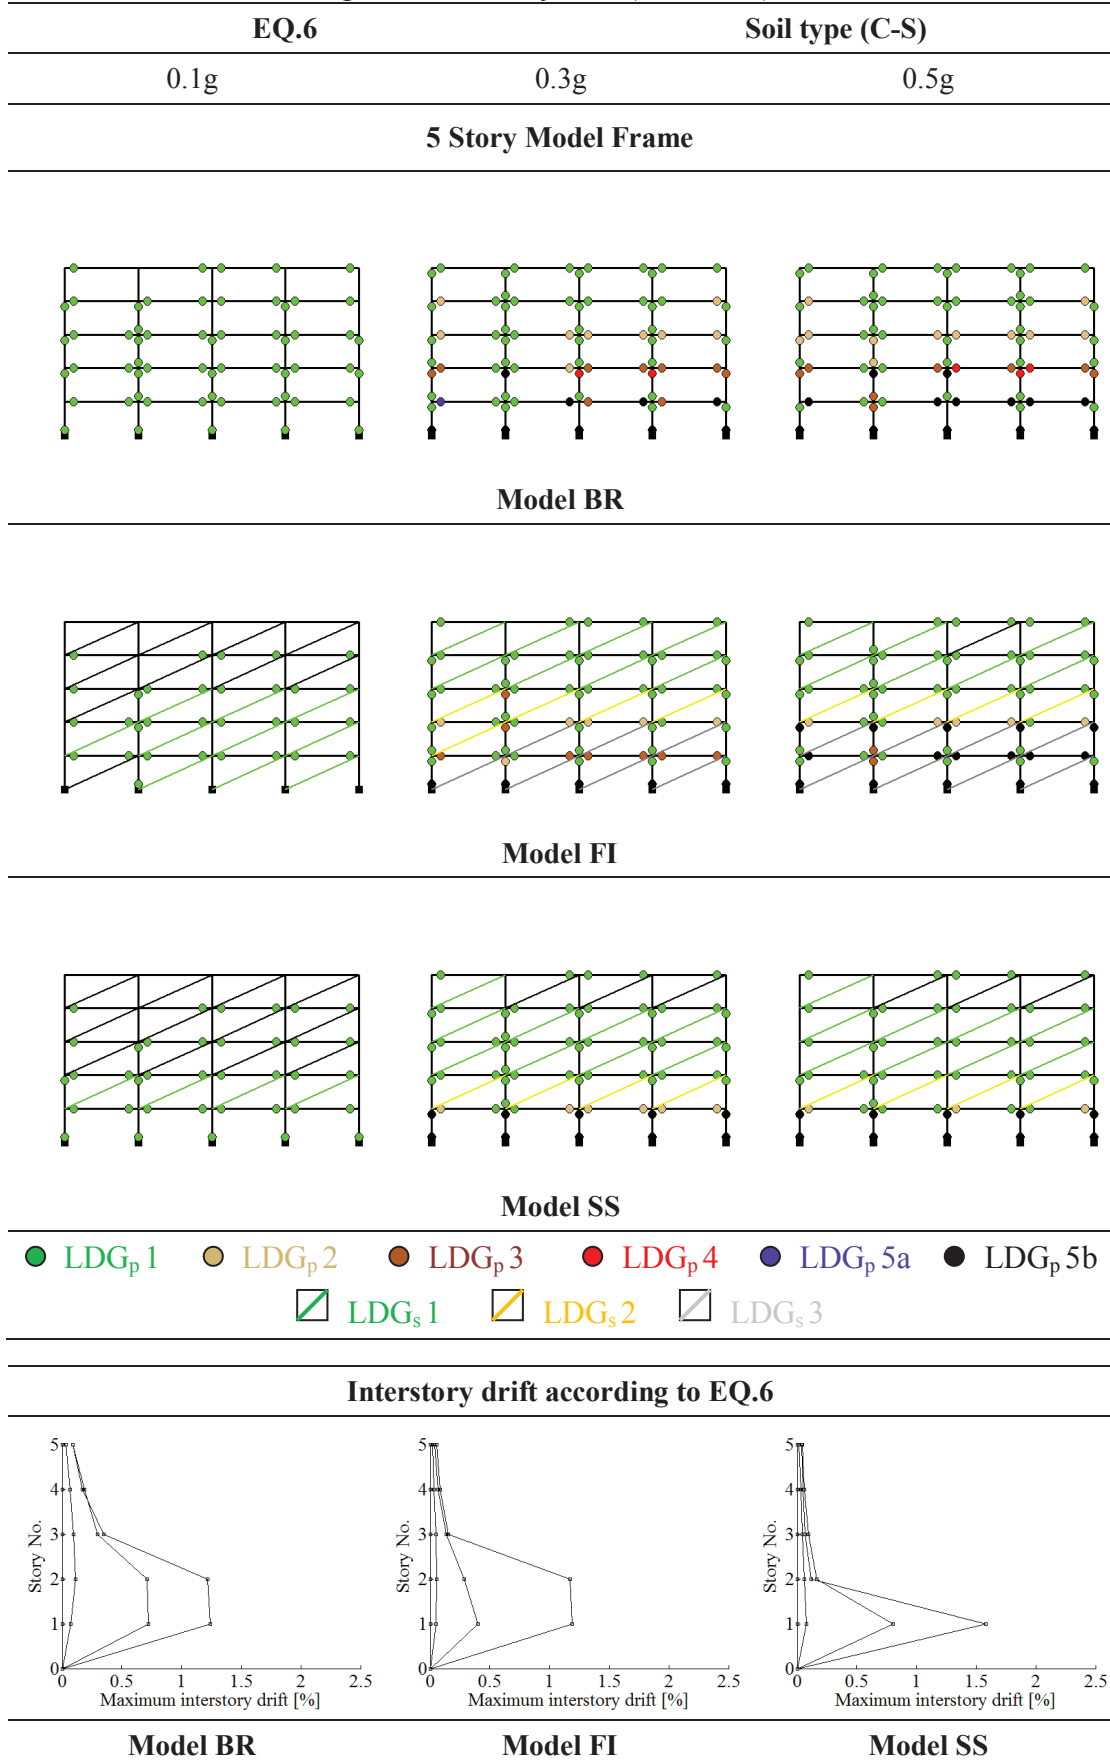 EQ.6 Soil type (C-S)
0.1g 0.3g 0.5g
5 Story Model Frame
Model BR
Model FI
Model SS
LDGp 1 LDGp 2 LDGp 3 LDGp 4 LDGp 5a LDGp 5b
LDGs 1 LDGs 2 LDGs 3
Interstory drift according to EQ.6
Story No.
5
4
3
2
1
0
0 0.5 1 1.5 2 2.5
Maximum interstory drift [%]
Story No.
5
4
3
2
1
0
0 0.5 1 1.5 2 2.5
Maximum interstory drift [%]
Story No.
5
4
3
2
1
0
0 0.5 1 1.5 2 2.5
Maximum interstory drift [%]
Model BR Model FI Model SS